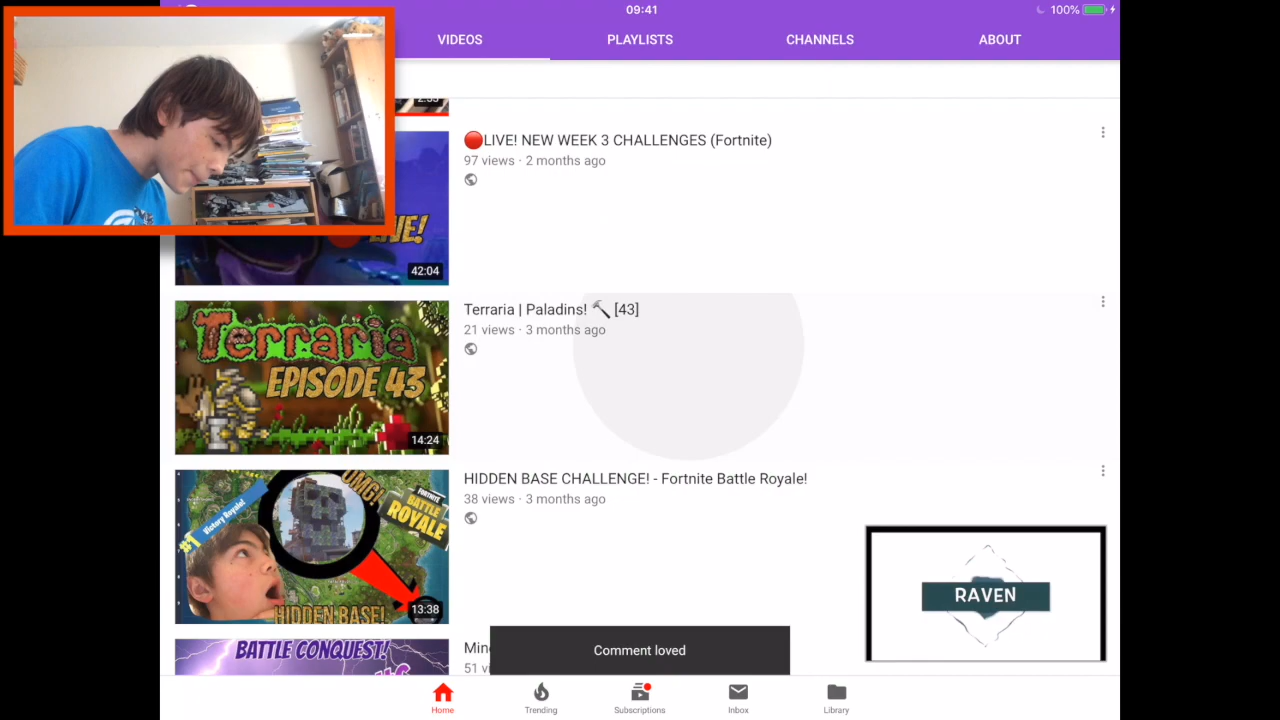 09:41
100%
VIDEOS
PLAYLISTS
CHANNELS
ABOUT
LIVE! NEW WEEK 3 CHALLENGES (Fortnite)
97 views · 2 months ago
LIVE!
42:04
Terraria | Paladins! 🔨 [43]
21 views · 3 months ago
Terraria
EPISODE 43
14:24
HIDDEN BASE CHALLENGE! - Fortnite Battle Royale!
38 views · 3 months ago
#1 Victory Royale!
OMG!
FORTNITE
BATTLE
ROYALE
HIDDEN BASE!
13:38
RAVEN
BATTLE CONQUEST!
51
Comment loved
Home
Trending
Subscriptions
Inbox
Library